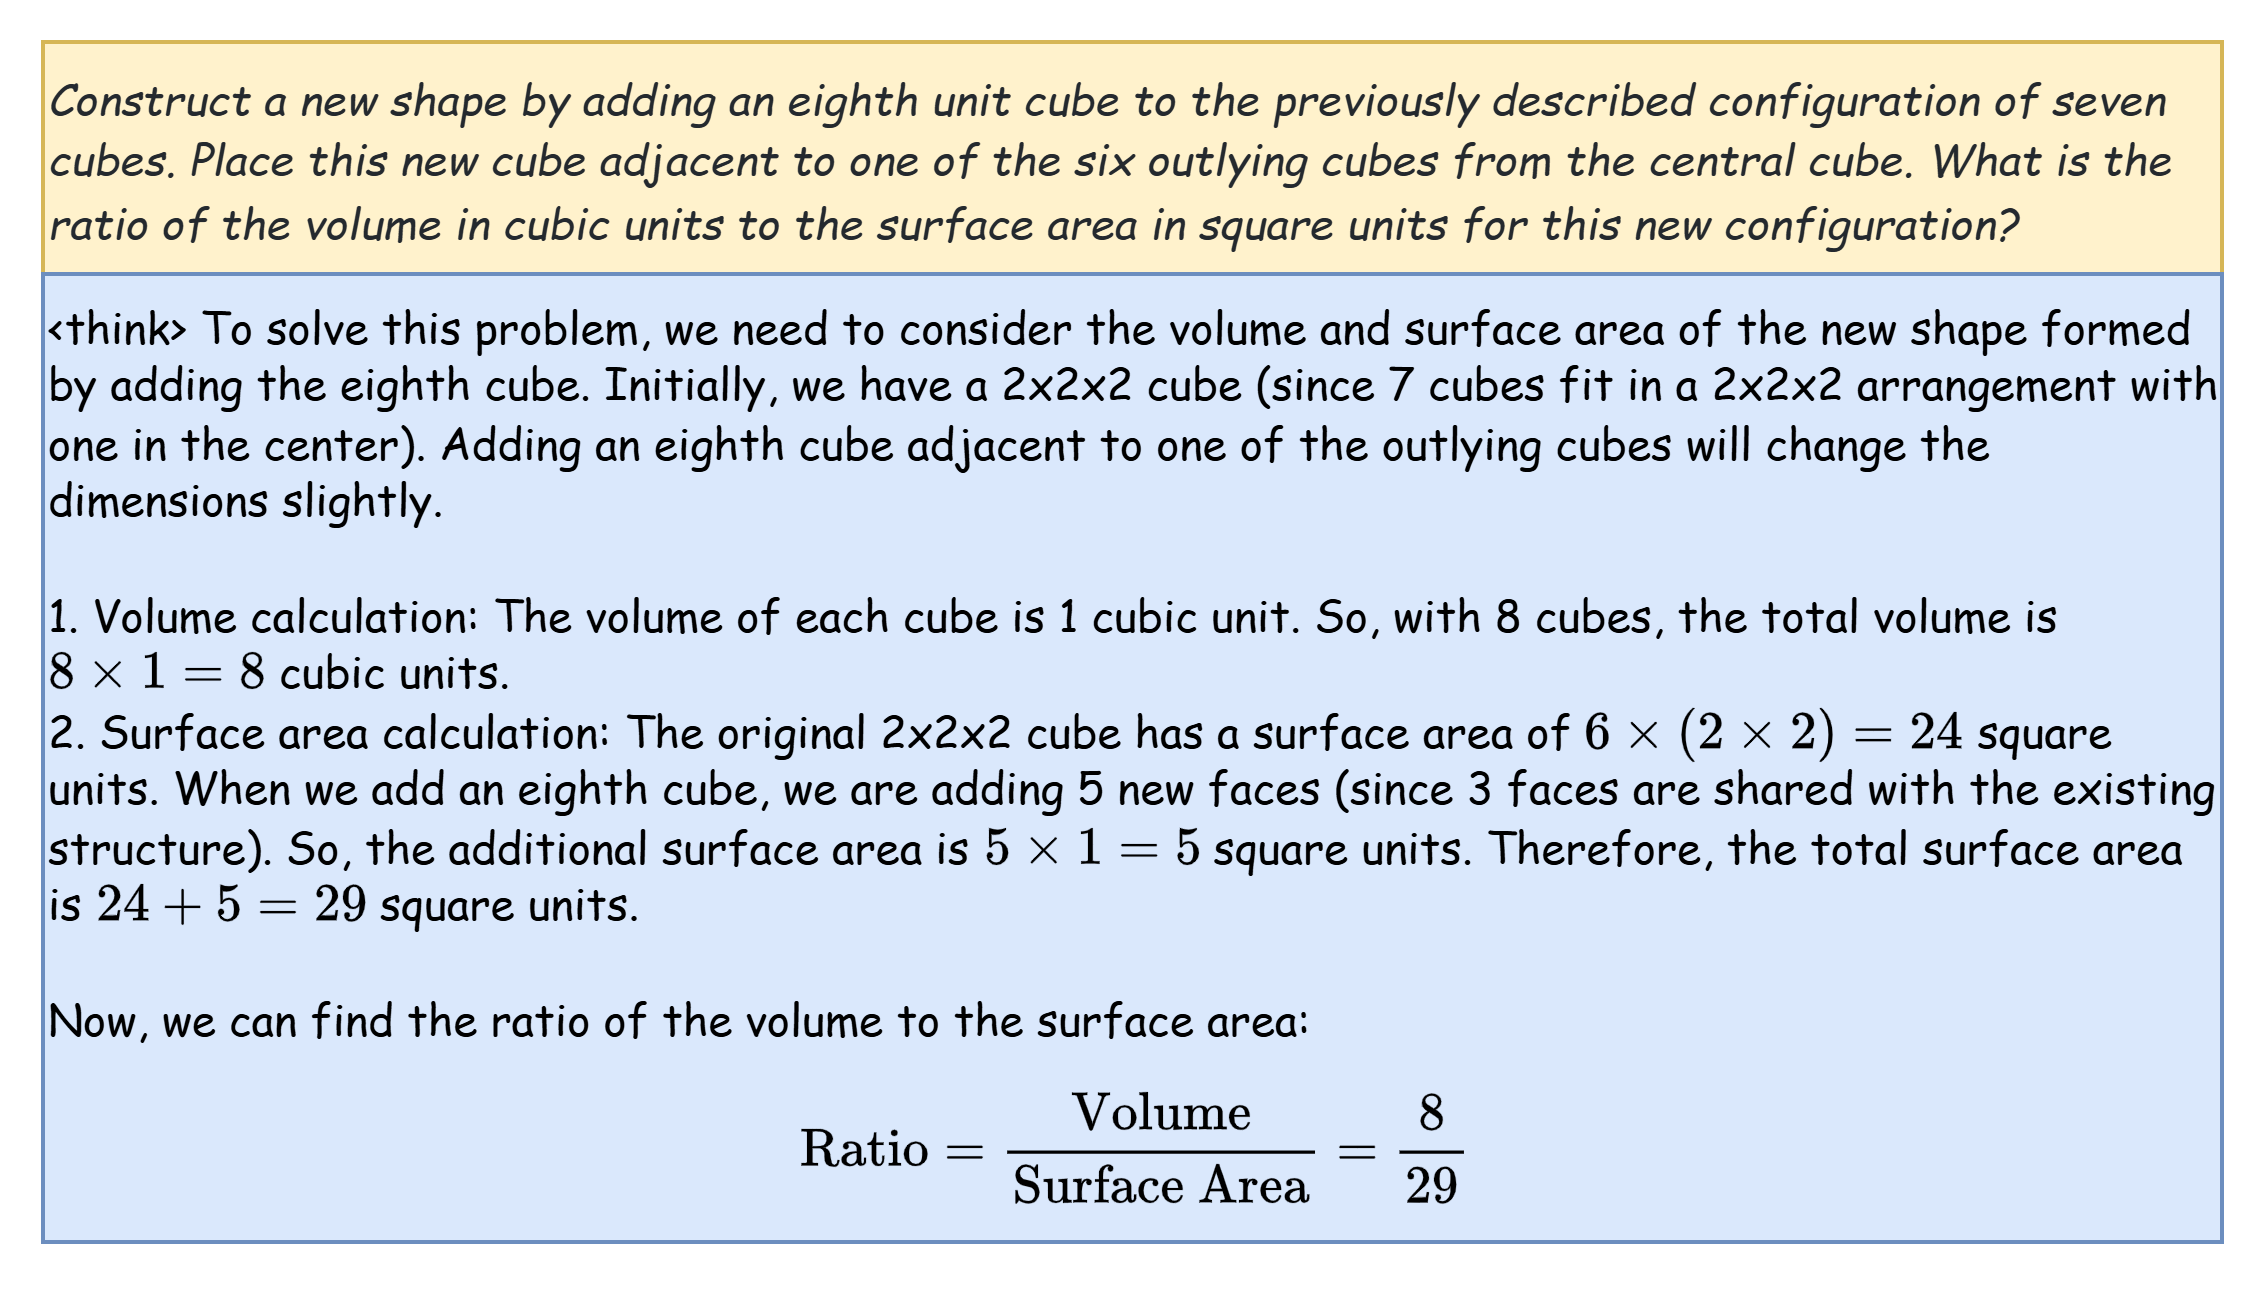 Construct a new shape by adding an eighth unit cube to the previously described configuration of seven
cubes. Place this new cube adjacent to one of the six outlying cubes from the central cube. What is the
ratio of the volume in cubic units to the surface area in square units for this new configuration?
<think> To solve this problem, we need to consider the volume and surface area of the new shape formed
by adding the eighth cube. Initially, we have a 2x2x2 cube (since 7 cubes fit in a 2x2x2 arrangement with
one in the center). Adding an eighth cube adjacent to one of the outlying cubes will change the
dimensions slightly.
1. Volume calculation: The volume of each cube is 1 cubic unit. So, with 8 cubes, the total volume is
8 × 1 = 8 cubic units.
2. Surface area calculation: The original 2x2x2 cube has a surface area of 6 × (2 × 2) = 24 square
units. When we add an eighth cube, we are adding 5 new faces (since 3 faces are shared with the existing
structure). So, the additional surface area is 5 × 1 = 5 square units. Therefore, the total surface area
is 24 + 5 = 29 square units.
Now, we can find the ratio of the volume to the surface area:
Ratio = Volume / Surface Area = 8 / 29